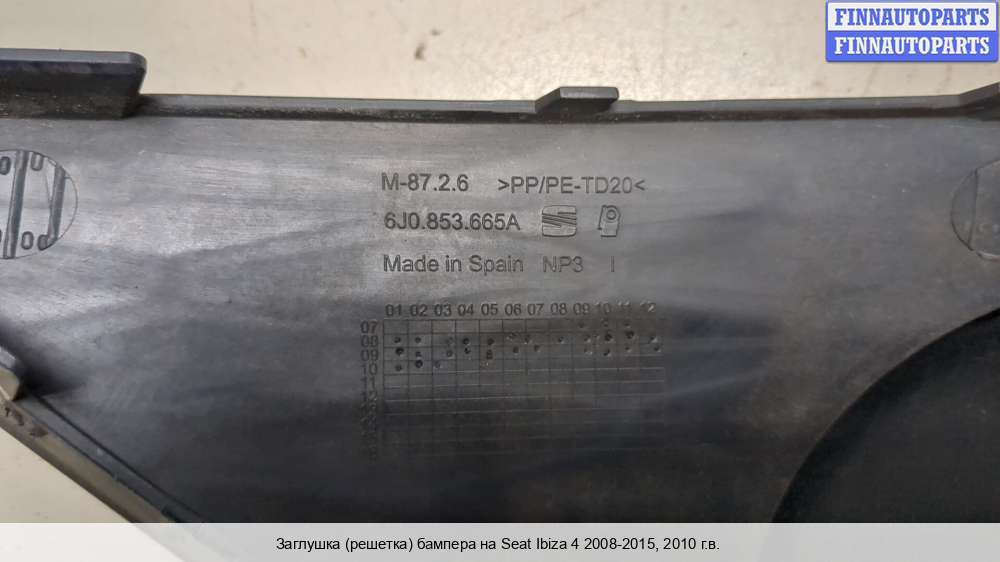 FINNAUTOPARTS
FINNAUTOPARTS
M-87.2.6 >PP/PE-TD20<
6J0.853.665A
Made in Spain NP3 I
01 02 03 04 05 06 07 08 09 10 11 12
07
08
09
10
11
Заглушка (решетка) бампера на Seat Ibiza 4 2008-2015, 2010 г.в.